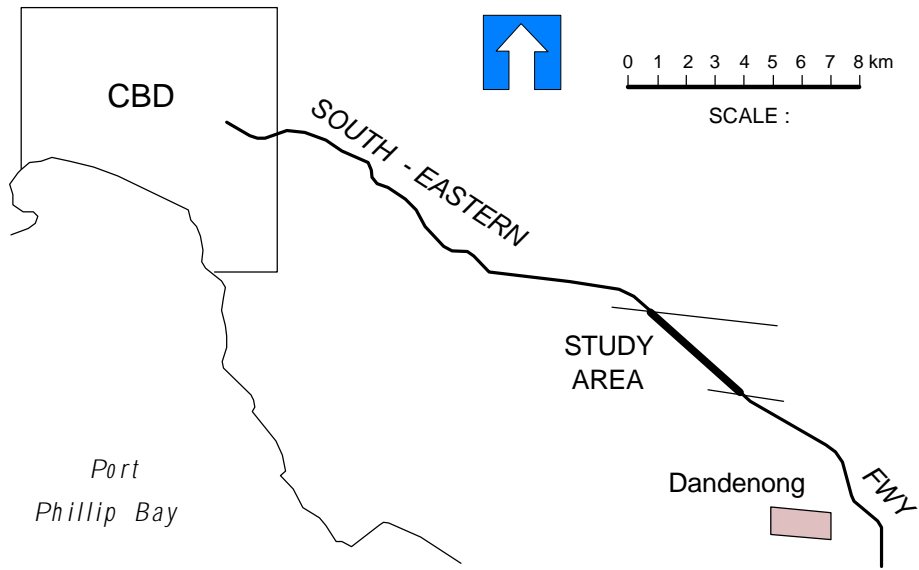 CBD
SOUTH - EASTERN
0 1 2 3 4 5 6 7 8 km
SCALE :
STUDY
AREA
Port
Phillip Bay
Dandenong
FWY